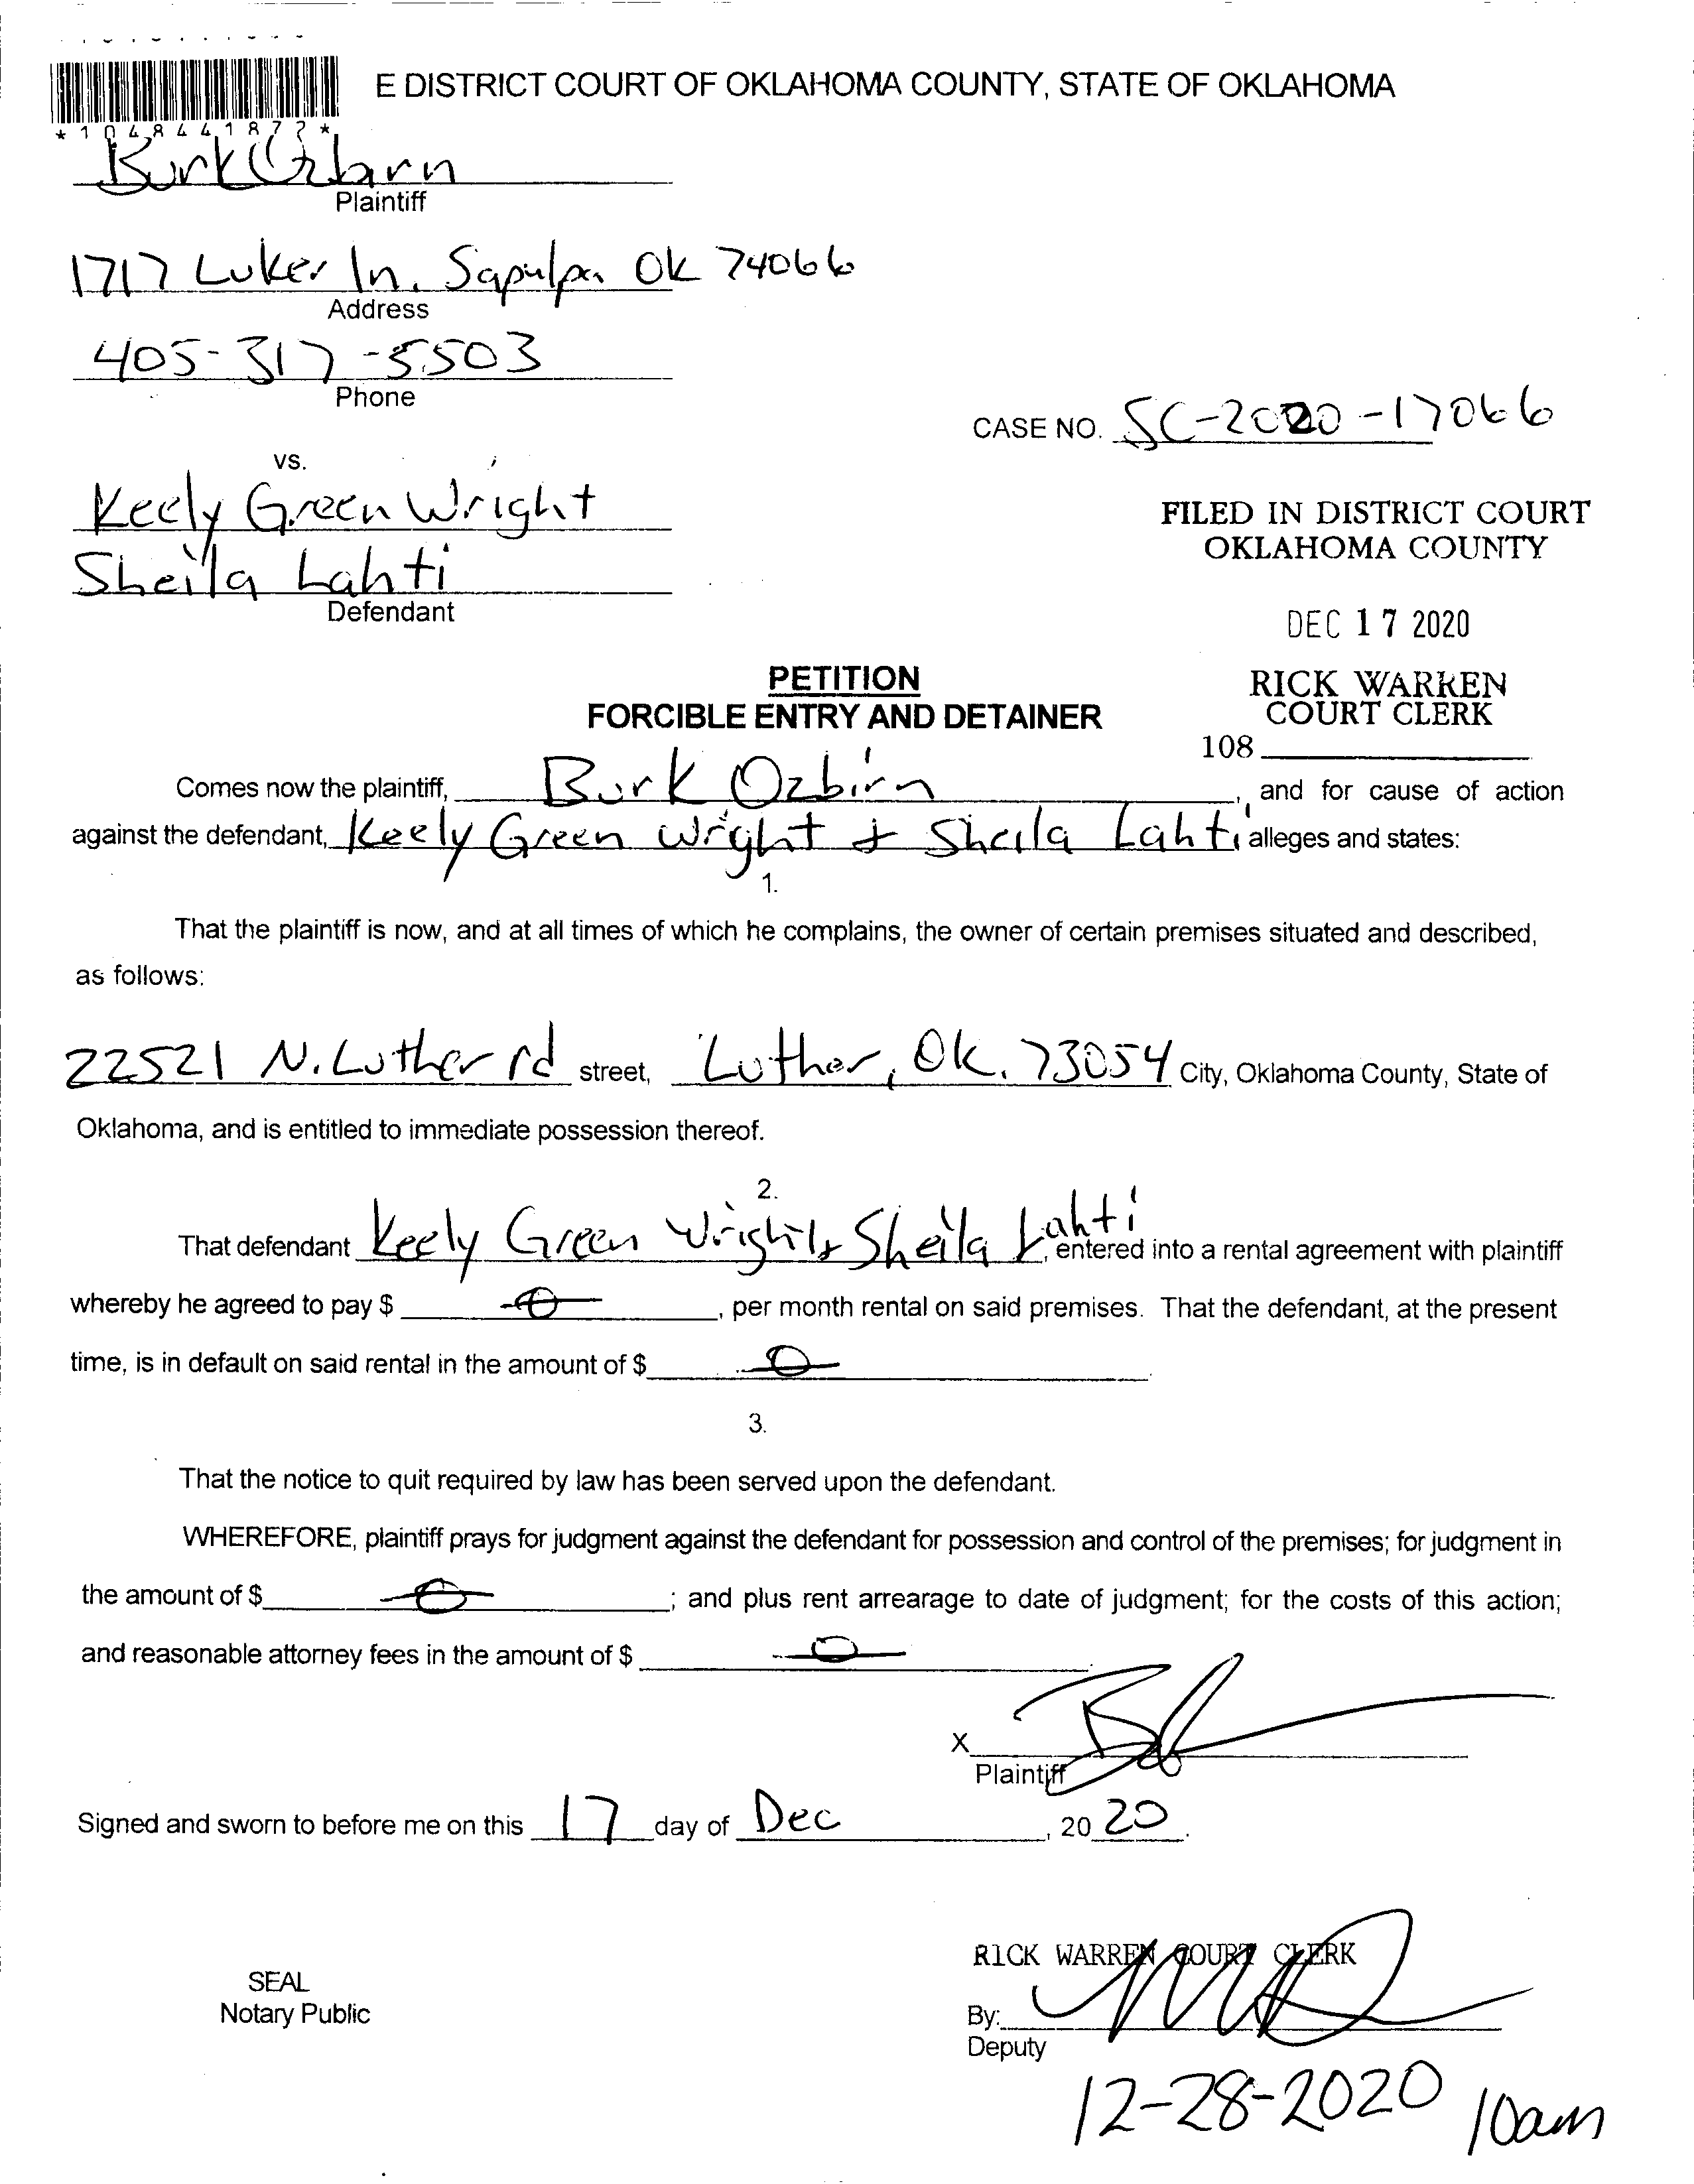 E DISTRICT COURT OF OKLAHOMA COUNTY, STATE OF OKLAHOMA
*1048441872*
Burk Ozbirn
Plaintiff
1717 Luker ln. Sapulpa OK 74066
Address
405-317-5503
Phone
CASE NO. SC-2020-17066
vs.
Keely Green Wright
Sheila Lahti
Defendant
FILED IN DISTRICT COURT
OKLAHOMA COUNTY
DEC 17 2020
RICK WARREN
COURT CLERK
108
PETITION
FORCIBLE ENTRY AND DETAINER
Comes now the plaintiff, Burk Ozbirn, and for cause of action
against the defendant, Keely Green Wright + Sheila Lahti alleges and states:
1.
That the plaintiff is now, and at all times of which he complains, the owner of certain premises situated and described,
as follows:
22521 N. Luther rd street, Luther, Ok. 73054 City, Oklahoma County, State of
Oklahoma, and is entitled to immediate possession thereof.
2.
That defendant Keely Green Wright & Sheila Lahti, entered into a rental agreement with plaintiff
whereby he agreed to pay $ 0, per month rental on said premises. That the defendant, at the present
time, is in default on said rental in the amount of $ 0.
3.
That the notice to quit required by law has been served upon the defendant.
WHEREFORE, plaintiff prays for judgment against the defendant for possession and control of the premises; for judgment in
the amount of $ 0; and plus rent arrearage to date of judgment; for the costs of this action;
and reasonable attorney fees in the amount of $ 0.
X
Plaintiff
Signed and sworn to before me on this 17 day of Dec, 20 20.
RICK WARREN COURT CLERK
SEAL
Notary Public
By:
Deputy
12-28-2020 10am